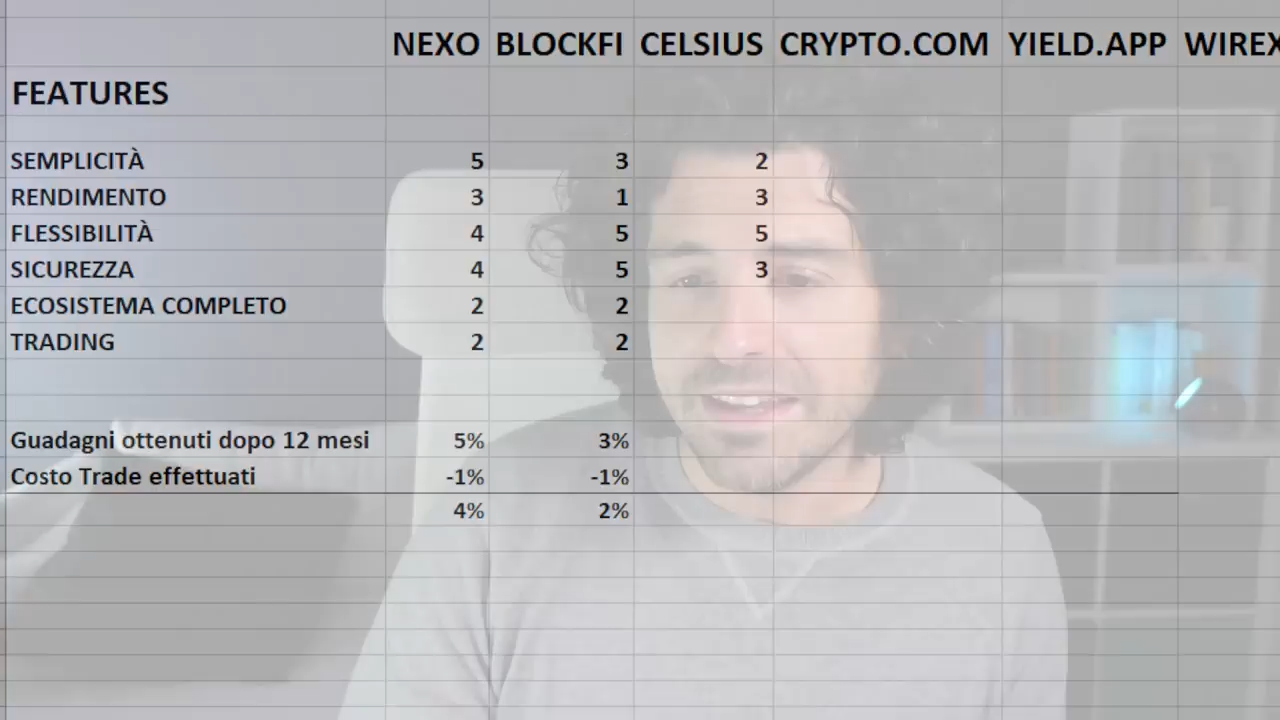 NEXO BLOCKFI CELSIUS CRYPTO.COM YIELD.APP WIREX
FEATURES
SEMPLICITÀ 5 3 2
RENDIMENTO 3 1 3
FLESSIBILITÀ 4 5 5
SICUREZZA 4 5 3
ECOSISTEMA COMPLETO 2 2
TRADING 2 2
Guadagni ottenuti dopo 12 mesi 5% 3%
Costo Trade effettuati -1% -1%
4% 2%